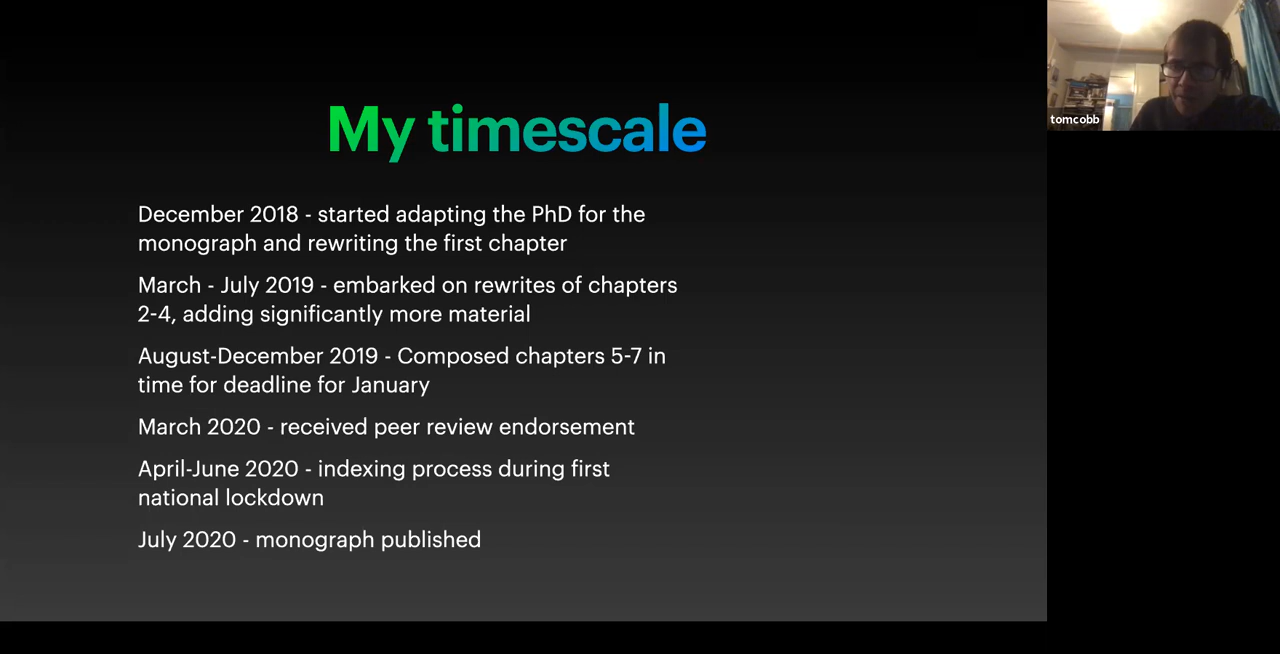 My timescale
December 2018 - started adapting the PhD for the
monograph and rewriting the first chapter
March - July 2019 - embarked on rewrites of chapters
2-4, adding significantly more material
August-December 2019 - Composed chapters 5-7 in
time for deadline for January
March 2020 - received peer review endorsement
April-June 2020 - indexing process during first
national lockdown
July 2020 - monograph published
tomcobb